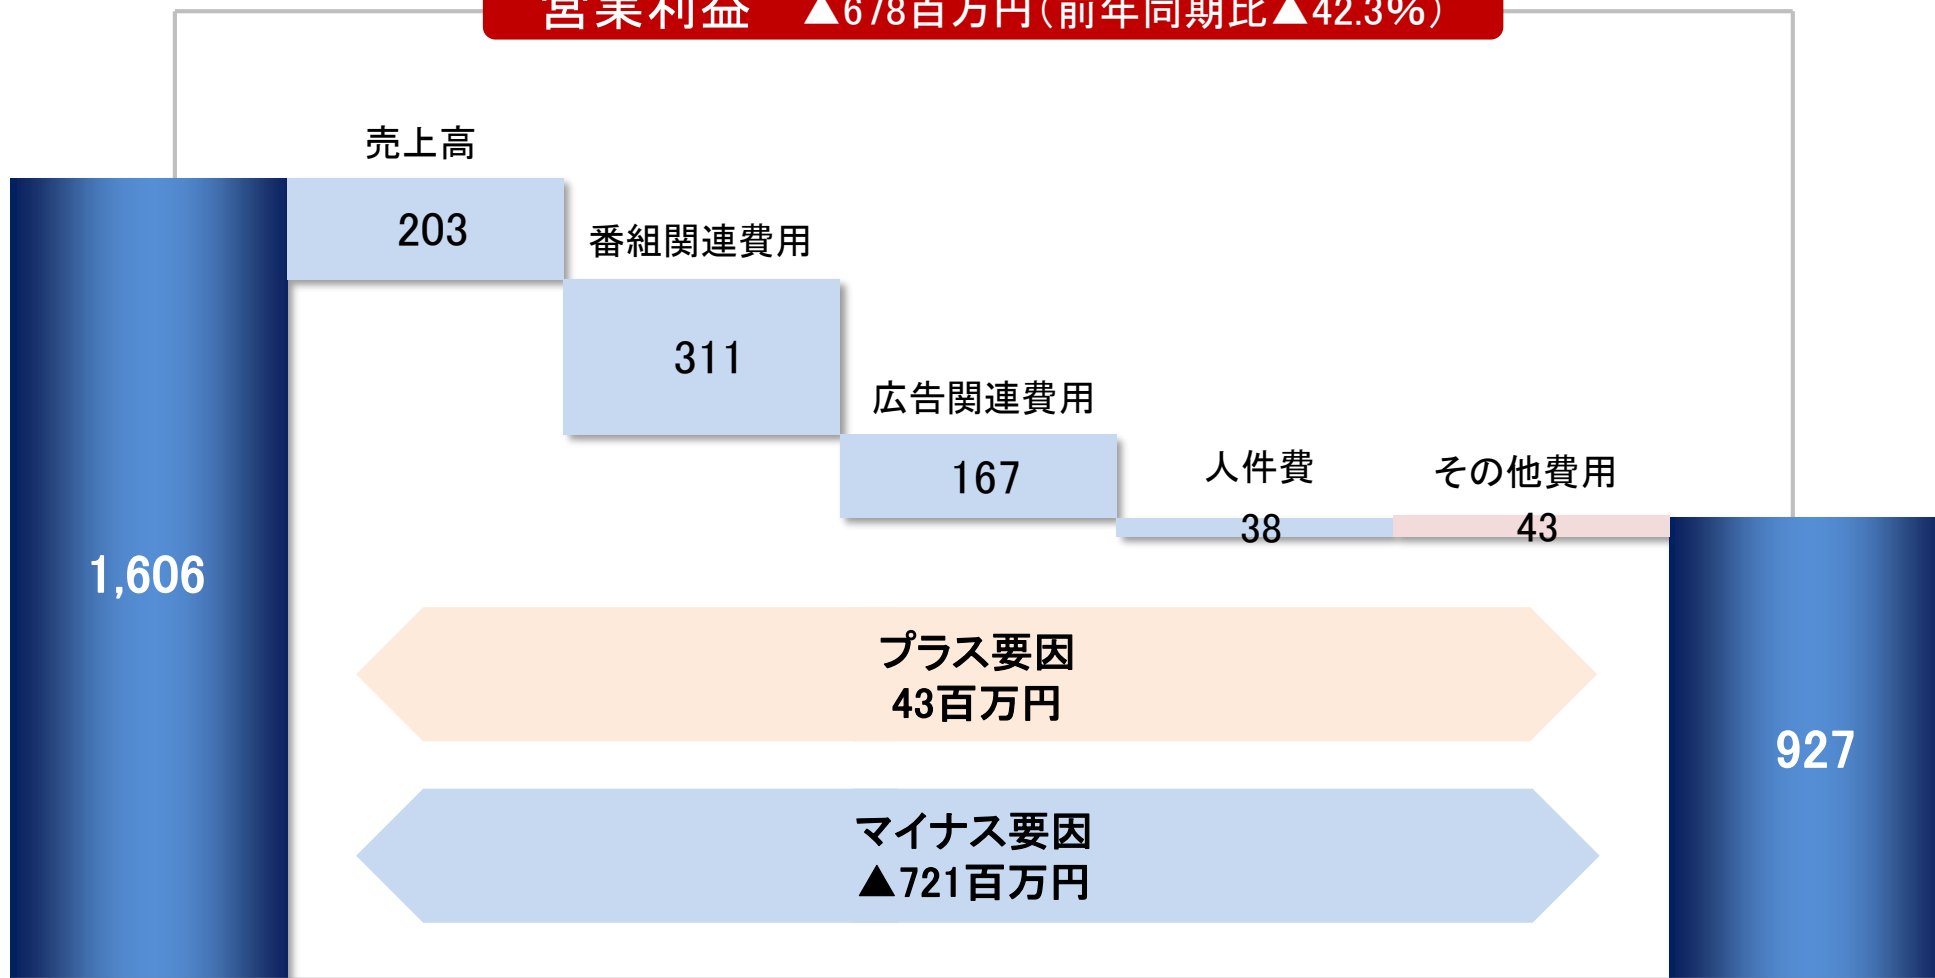 営業利益 ▲678百万円(前年同期比▲42.3%)
売上高
203
番組関連費用
311
広告関連費用
167
人件費
38
その他費用
43
1,606
プラス要因
43百万円
927
マイナス要因
▲721百万円